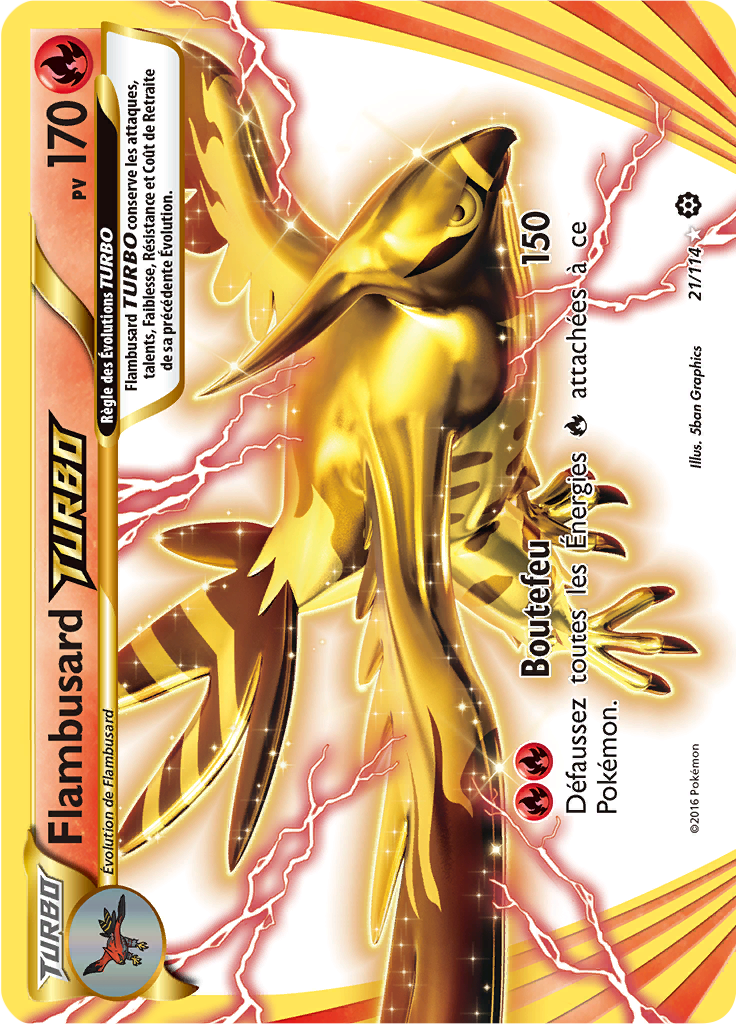 TURBO
Flambusard TURBO
PV 170
Évolution de Flambusard
Règle des Évolutions TURBO
Flambusard TURBO conserve les attaques,
talents, Faiblesse, Résistance et Coût de Retraite
de sa précédente Évolution.
Boutefeu 150
Défaussez toutes les Énergies attachées à ce
Pokémon.
©2016 Pokémon
Illus. 5ban Graphics
21/114